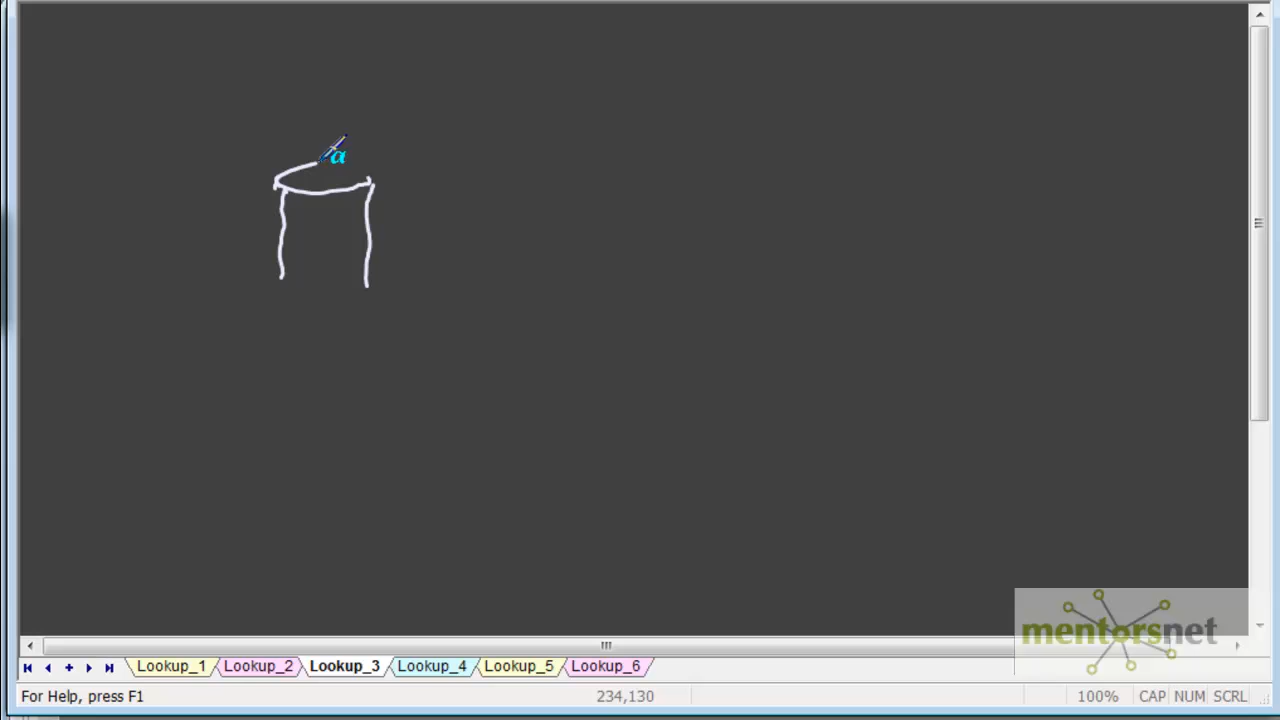 a
mentorsnet
Lookup_1 Lookup_2 Lookup_3 Lookup_4 Lookup_5 Lookup_6
For Help, press F1 234,130 100% CAP NUM SCRL